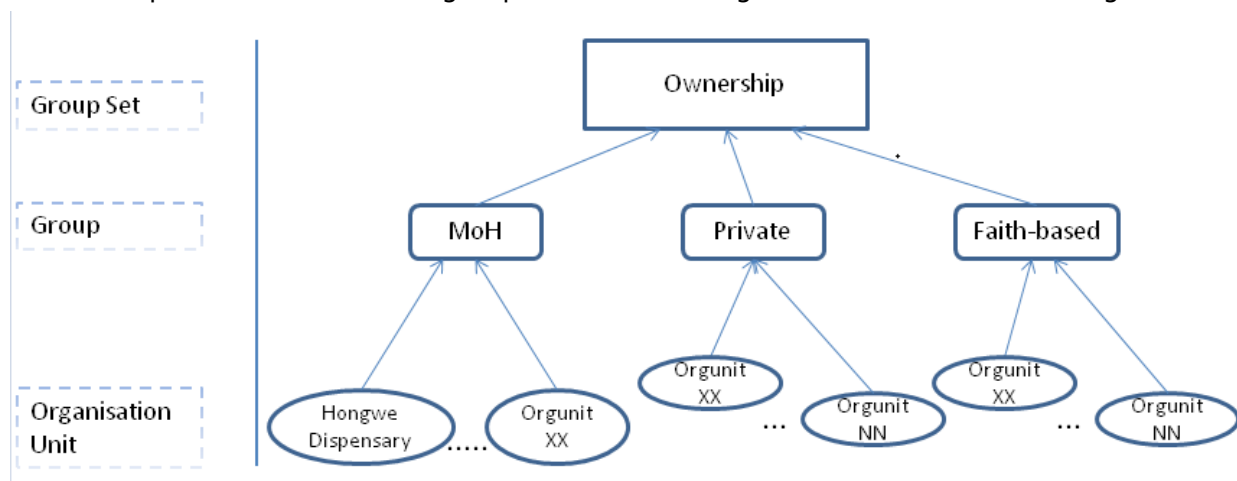 Ownership
Group Set
Group
MoH
Private
Faith-based
Organisation
Unit
Hongwe
Dispensary
.....
Orgunit
XX
Orgunit
XX
...
Orgunit
NN
Orgunit
XX
...
Orgunit
NN